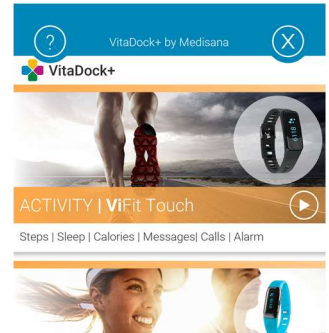 ?
VitaDock+ by Medisana
X
VitaDock+
ACTIVITY | ViFit Touch
Steps | Sleep | Calories | Messages| Calls | Alarm